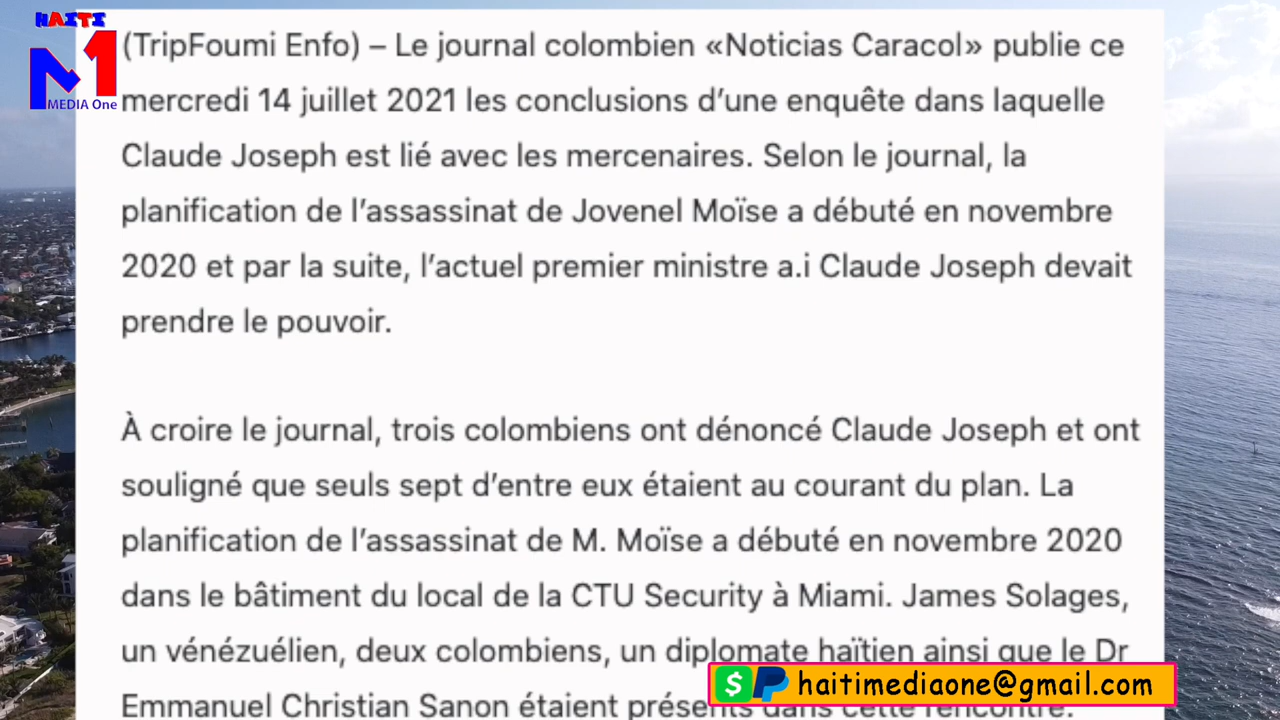 HAITI
M1
MEDIA One
(TripFoumi Enfo) – Le journal colombien «Noticias Caracol» publie ce
mercredi 14 juillet 2021 les conclusions d’une enquête dans laquelle
Claude Joseph est lié avec les mercenaires. Selon le journal, la
planification de l’assassinat de Jovenel Moïse a débuté en novembre
2020 et par la suite, l’actuel premier ministre a.i Claude Joseph devait
prendre le pouvoir.
À croire le journal, trois colombiens ont dénoncé Claude Joseph et ont
souligné que seuls sept d’entre eux étaient au courant du plan. La
planification de l’assassinat de M. Moïse a débuté en novembre 2020
dans le bâtiment du local de la CTU Security à Miami. James Solages,
un vénézuélien, deux colombiens, un diplomate haïtien ainsi que le Dr
Emmanuel Christian Sanon étaient présents dans cette rencontre.
$ P haitimediaone@gmail.com